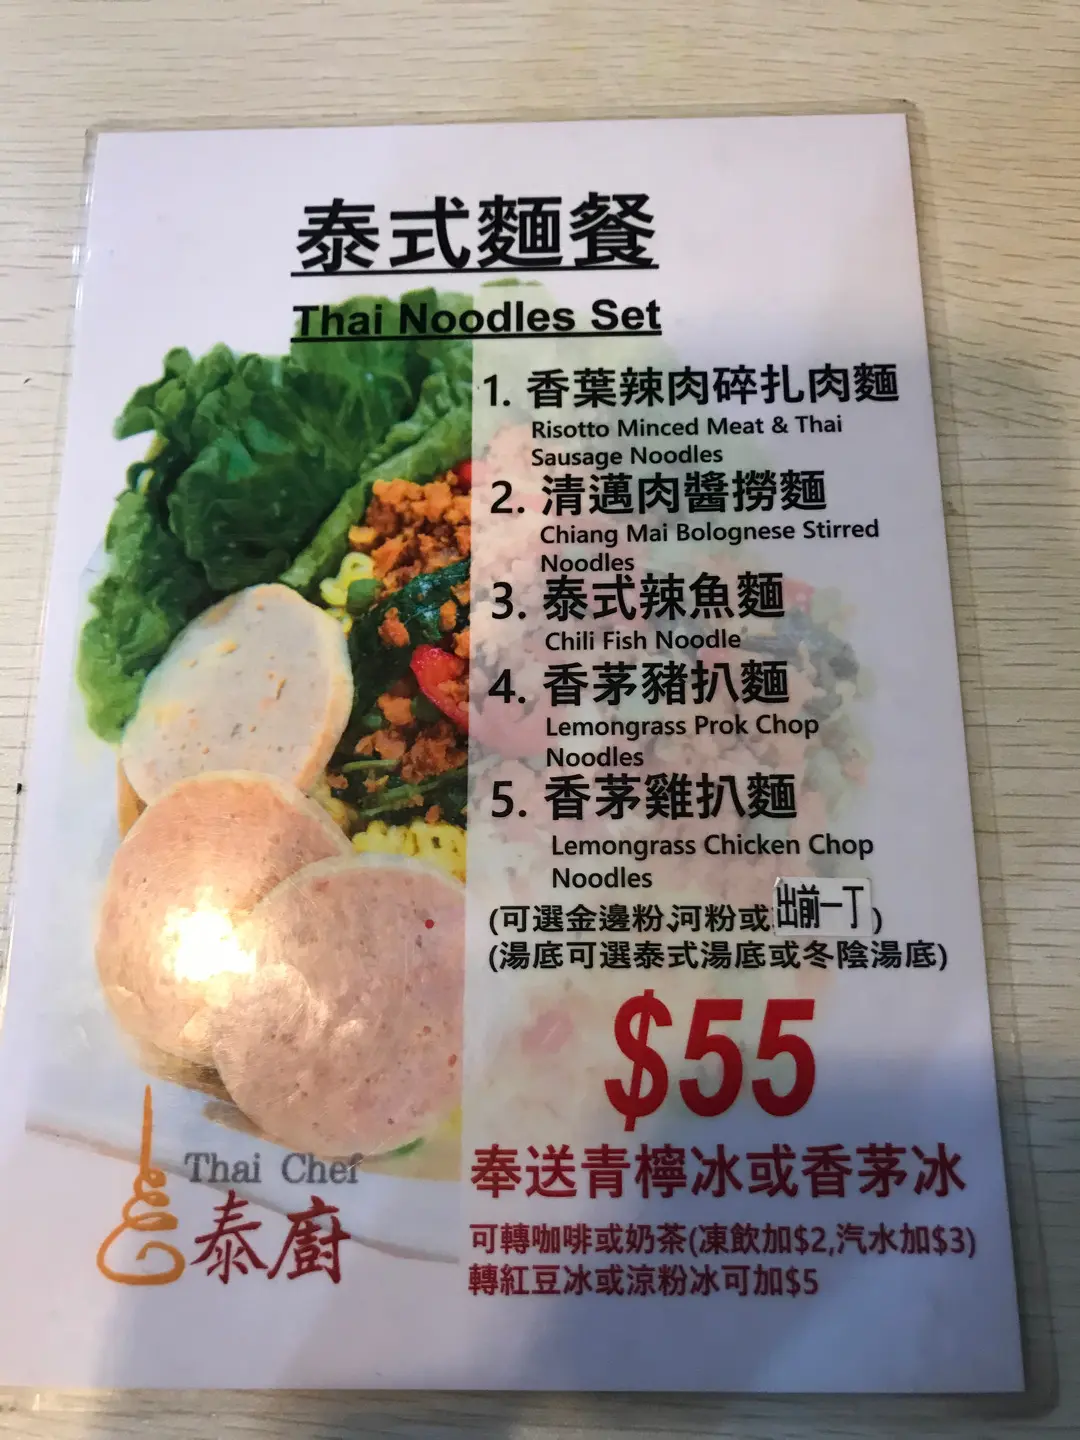 泰式麵餐
Thai Noodles Set
1. 香葉辣肉碎扎肉麵
Risotto Minced Meat & Thai
Sausage Noodles
2. 清邁肉醬撈麵
Chiang Mai Bolognese Stirred
Noodles
3. 泰式辣魚麵
Chili Fish Noodle
4. 香茅豬扒麵
Lemongrass Prok Chop
Noodles
5. 香茅雞扒麵
Lemongrass Chicken Chop
Noodles
(可選金邊粉,河粉或出前一丁)
(湯底可選泰式湯底或冬陰湯底)
$55
奉送青檸冰或香茅冰
可轉咖啡或奶茶(凍飲加$2,汽水加$3)
轉紅豆冰或涼粉冰可加$5
Thai Chef
泰廚